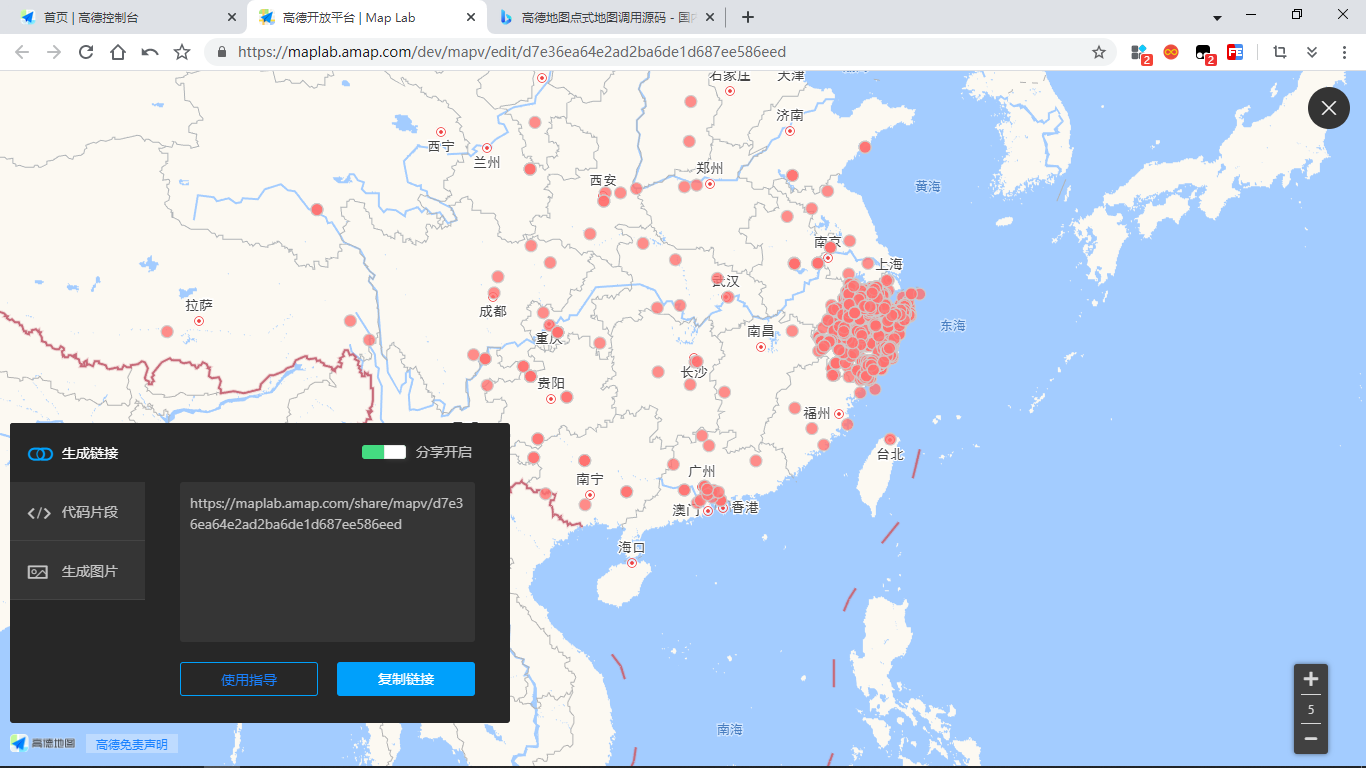 首页 | 高德控制台
高德开放平台 | Map Lab
高德地图点式地图调用源码 - 国内
https://maplab.amap.com/dev/mapv/edit/d7e36ea64e2ad2ba6de1d687ee586eed
2
2
石家庄
天津
济南
西宁
兰州
西安
郑州
黄海
南京
上海
拉萨
成都
武汉
重庆
南昌
东海
长沙
贵阳
福州
台北
广州
南宁
澳门
香港
海口
南海
生成链接
分享开启
代码片段
生成图片
https://maplab.amap.com/share/mapv/d7e3
6ea64e2ad2ba6de1d687ee586eed
使用指导
复制链接
高德地图
高德免责声明
5